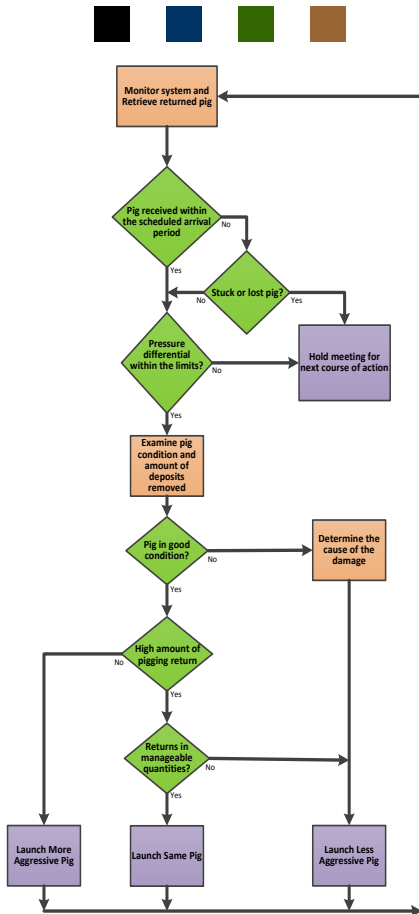 Monitor system and
Retrieve returned pig
Pig received within
the scheduled arrival
period
No
Yes
Stuck or lost pig?
No
Yes
Pressure
differential
within the limits?
No
Hold meeting for
next course of action
Yes
Examine pig
condition and
amount of
deposits
removed
Pig in good
condition?
No
Determine the
cause of the
damage
Yes
High amount of
pigging return
No
Yes
Returns in
manageable
quantities?
No
Yes
Launch More
Aggressive Pig
Launch Same Pig
Launch Less
Aggressive Pig